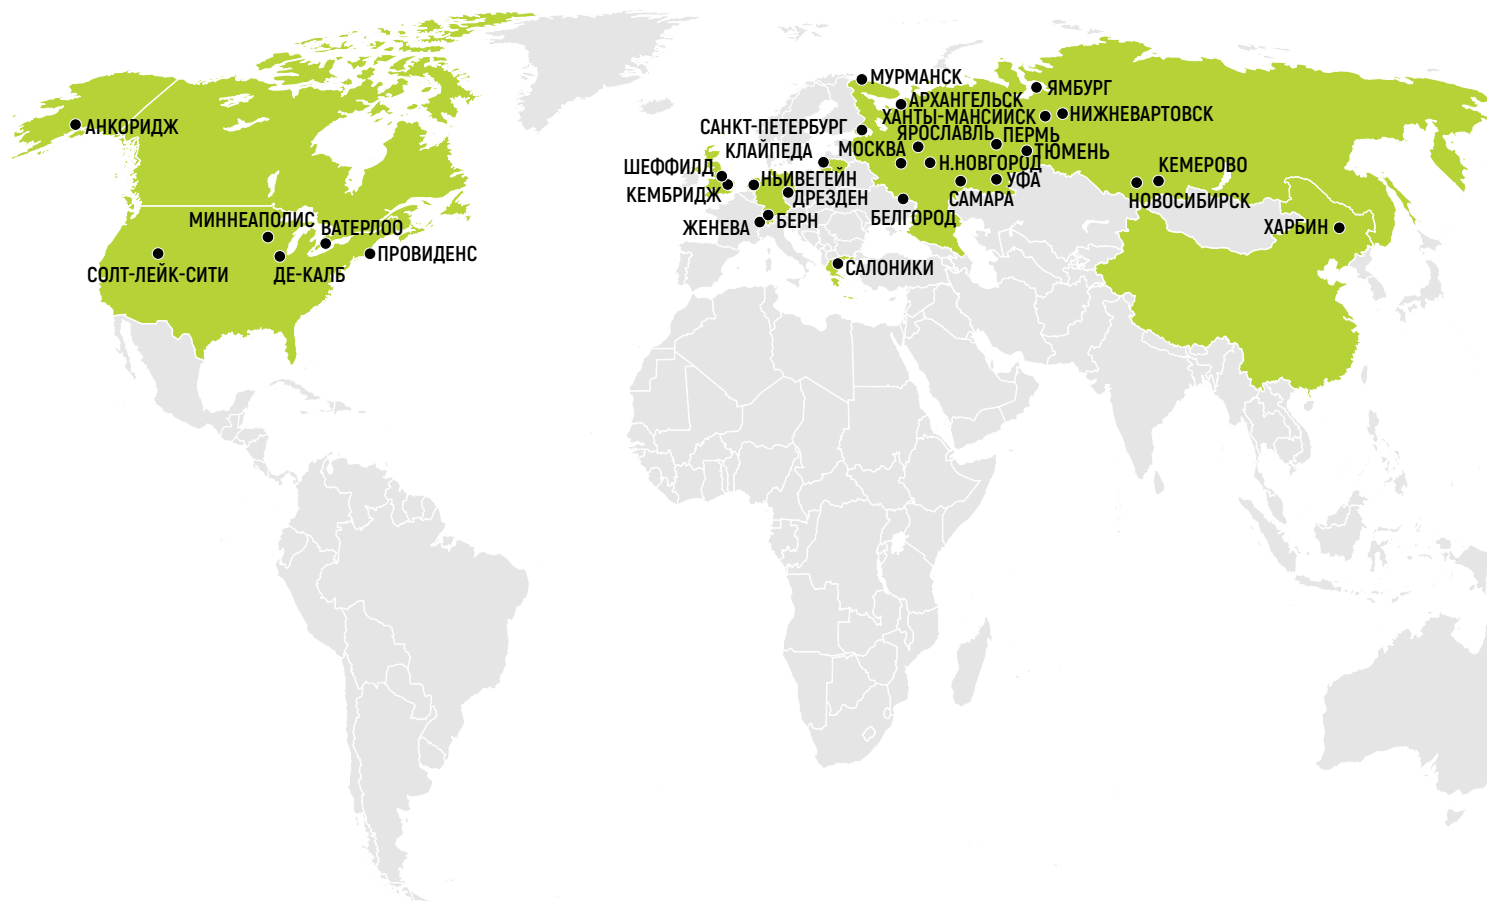 МУРМАНСК
ЯМБУРГ
АРХАНГЕЛЬСК
ХАНТЫ-МАНСИЙСК
НИЖНЕВАРТОВСК
АНКОРИДЖ
САНКТ-ПЕТЕРБУРГ
ЯРОСЛАВЛЬ
ПЕРМЬ
КЛАЙПЕДА
МОСКВА
ТЮМЕНЬ
ШЕФФИЛД
Н.НОВГОРОД
КЕМЕРОВО
НЬИВЕГЕЙН
УФА
КЕМБРИДЖ
ДРЕЗДЕН
САМАРА
НОВОСИБИРСК
МИННЕАПОЛИС
ВАТЕРЛОО
ЖЕНЕВА
БЕРН
БЕЛГОРОД
ХАРБИН
ПРОВИДЕНС
СОЛТ-ЛЕЙК-СИТИ
ДЕ-КАЛБ
САЛОНИКИ